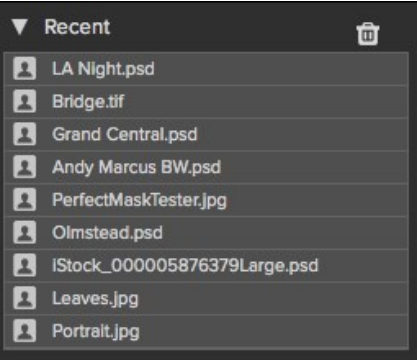 Recent
LA Night.psd
Bridge.tif
Grand Central.psd
Andy Marcus BW.psd
PerfectMaskTester.jpg
Olmstead.psd
iStock_000005876379Large.psd
Leaves.jpg
Portrait.jpg